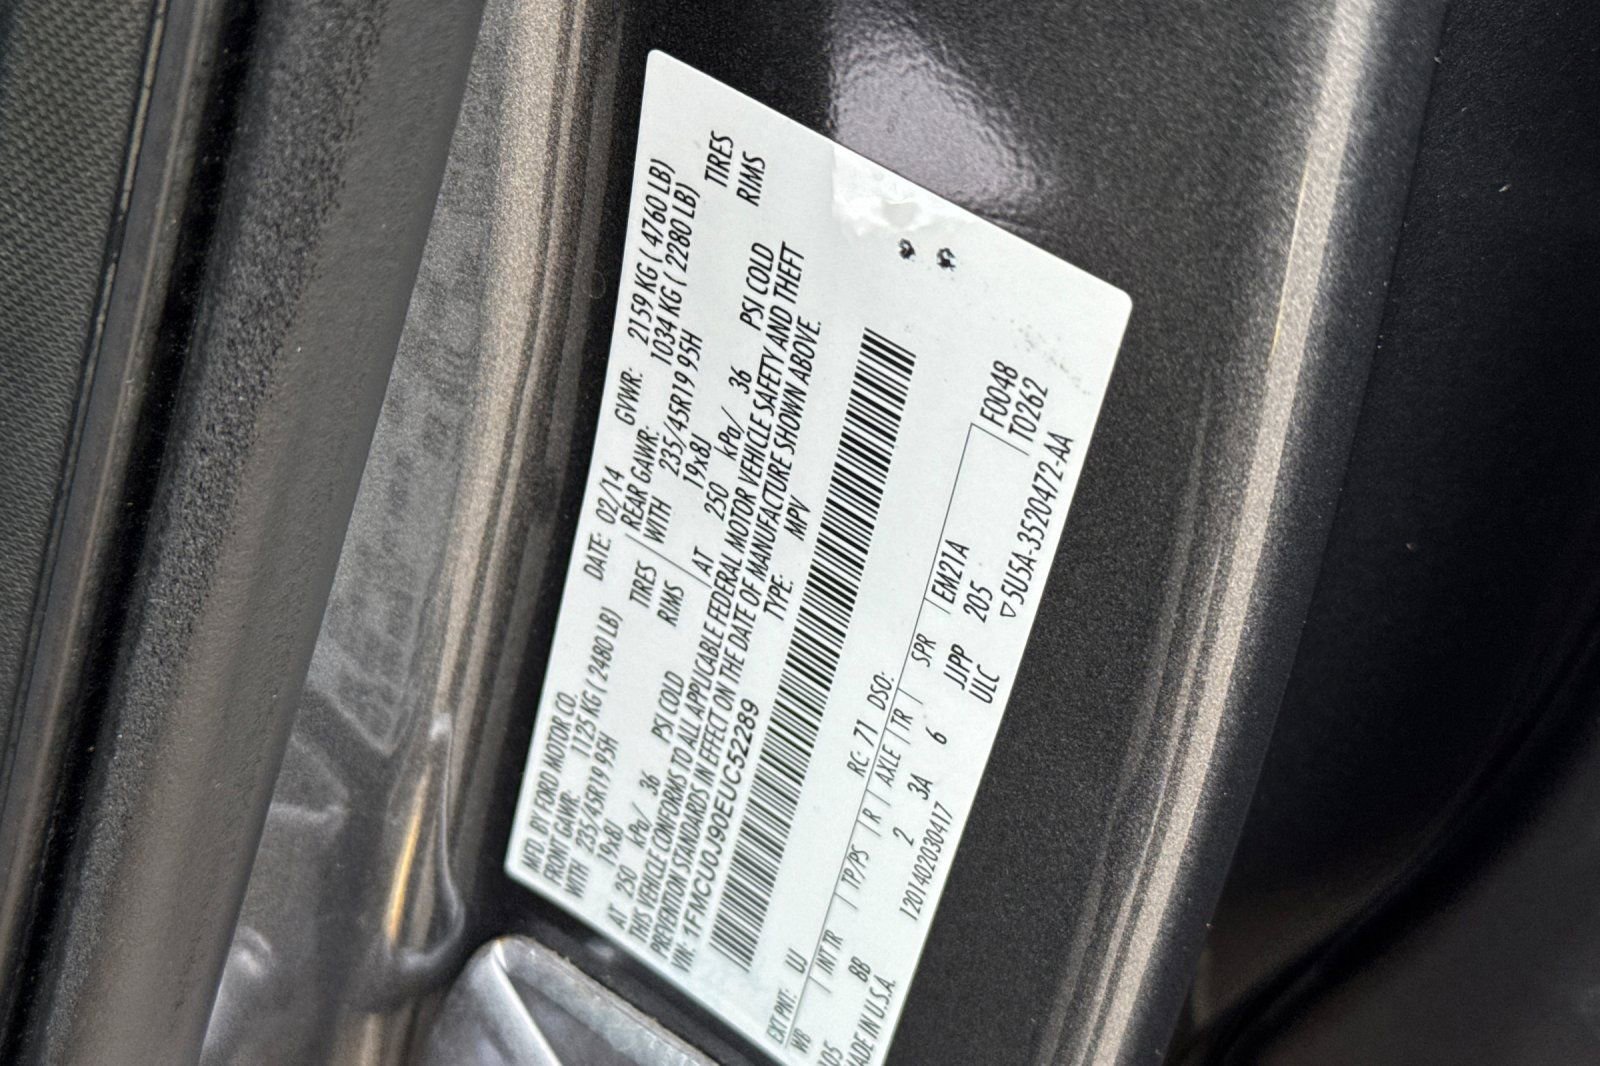 MFD. BY FORD MOTOR CO.
DATE: 02/14 GVWR: 2159 KG ( 4760 LB)
FRONT GAWR: 1125 KG ( 2480 LB) REAR GAWR: 1034 KG ( 2280 LB)
WITH 235/45R19 95H TIRES WITH 235/45R19 95H TIRES
19x8J RIMS 19x8J RIMS
AT 250 kPa/ 36 PSI COLD AT 250 kPa/ 36 PSI COLD
THIS VEHICLE CONFORMS TO ALL APPLICABLE FEDERAL MOTOR VEHICLE SAFETY AND THEFT
PREVENTION STANDARDS IN EFFECT ON THE DATE OF MANUFACTURE SHOWN ABOVE.
VIN: 1FMCU0J90EUC52289 TYPE: MPV
EXT PNT: UJ RC: 71 DSO: F0048
WB INT TR TP/PS R AXLE TR SPR EM21A T0262
105 BB 2 3A 6 JJPP 205
MADE IN U.S.A. 1201402030417 ULC ▽5U5A-3520472-AA